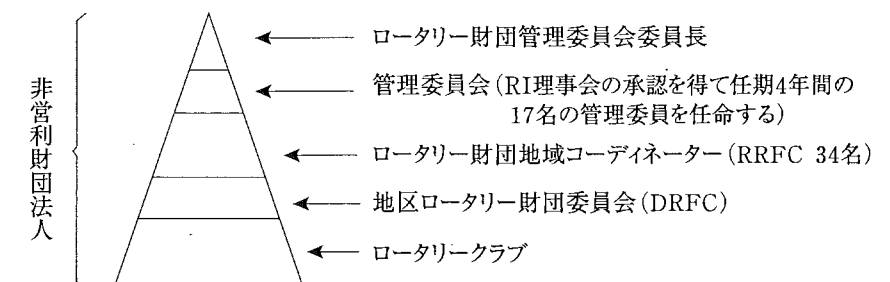 非営利財団法人
ロータリー財団管理委員会委員長
管理委員会(RI理事会の承認を得て任期4年間の
17名の管理委員を任命する)
ロータリー財団地域コーディネーター(RRFC 34名)
地区ロータリー財団委員会(DRFC)
ロータリークラブ